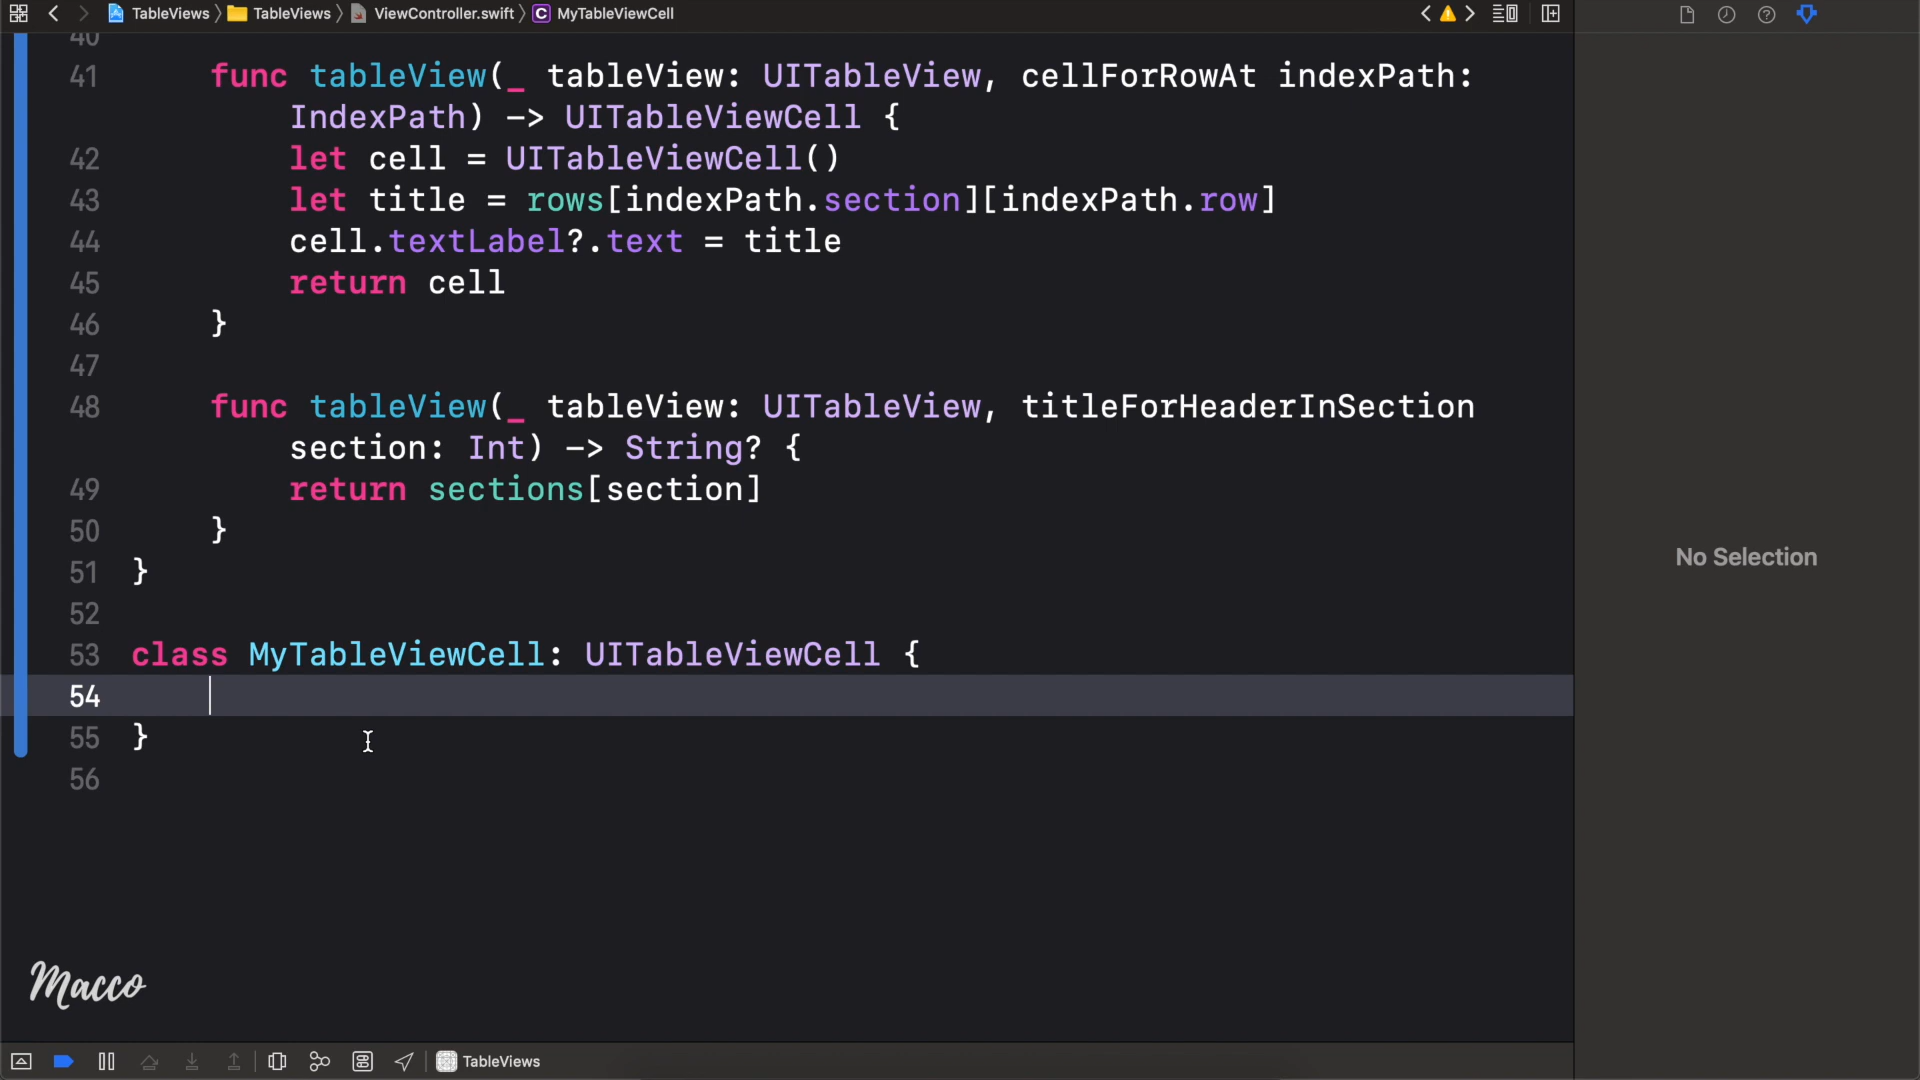 TableViews 〉 TableViews 〉 ViewController.swift 〉 C MyTableViewCell
40
41 func tableView(_ tableView: UITableView, cellForRowAt indexPath:
IndexPath) -> UITableViewCell {
42 let cell = UITableViewCell()
43 let title = rows[indexPath.section][indexPath.row]
44 cell.textLabel?.text = title
45 return cell
46 }
47
48 func tableView(_ tableView: UITableView, titleForHeaderInSection
section: Int) -> String? {
49 return sections[section]
50 }
51 }
52
53 class MyTableViewCell: UITableViewCell {
54
55 }
56
No Selection
Macco
TableViews